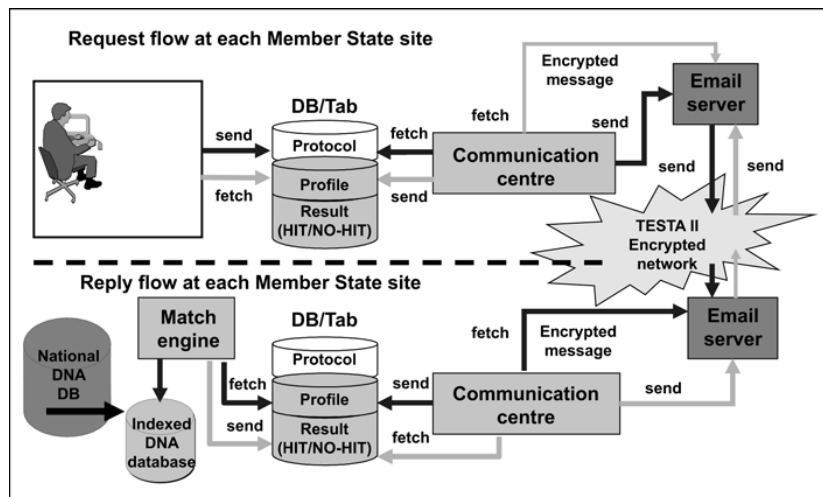 Request flow at each Member State site
DB/Tab
send
fetch
Protocol
Profile
Result
(HIT/NO-HIT)
fetch
send
Communication
centre
fetch
Encrypted
message
send
Email
server
send
send
TESTA II
Encrypted
network
Reply flow at each Member State site
National
DNA
DB
Match
engine
Indexed
DNA
database
fetch
send
DB/Tab
Protocol
Profile
Result
(HIT/NO-HIT)
send
fetch
Communication
centre
fetch
Encrypted
message
send
Email
server